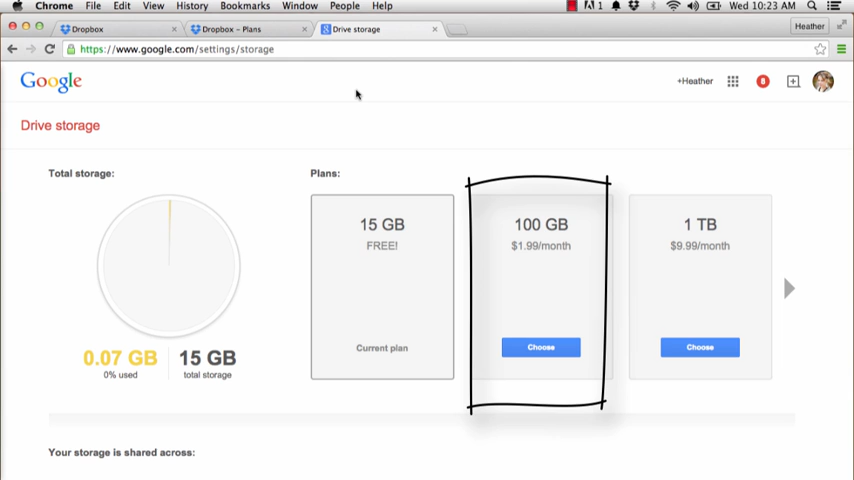 Chrome File Edit View History Bookmarks Window People Help 1 Wed 10:23 AM
Dropbox Dropbox - Plans Drive storage Heather
https://www.google.com/settings/storage
Google +Heather 8
Drive storage
Total storage: Plans:
15 GB 100 GB 1 TB
FREE! $1.99/month $9.99/month
Current plan Choose Choose
0.07 GB 15 GB
0% used total storage
Your storage is shared across: